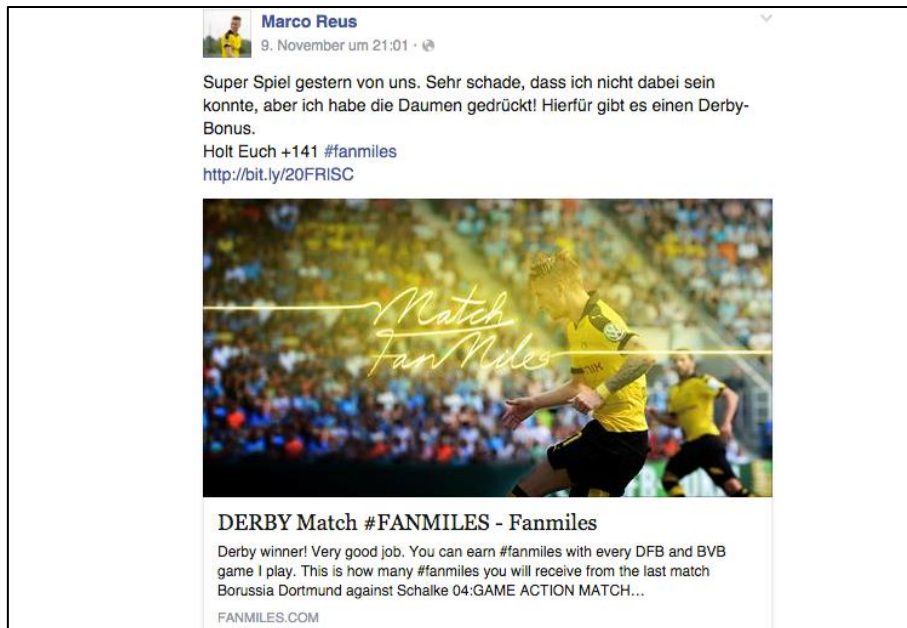 Marco Reus
9. November um 21:01 ·
Super Spiel gestern von uns. Sehr schade, dass ich nicht dabei sein
konnte, aber ich habe die Daumen gedrückt! Hierfür gibt es einen Derby-
Bonus.
Holt Euch +141 #fanmiles
http://bit.ly/20FRISC
Match
FanMiles
DERBY Match #FANMILES - Fanmiles
Derby winner! Very good job. You can earn #fanmiles with every DFB and BVB
game I play. This is how many #fanmiles you will receive from the last match
Borussia Dortmund against Schalke 04:GAME ACTION MATCH...
FANMILES.COM